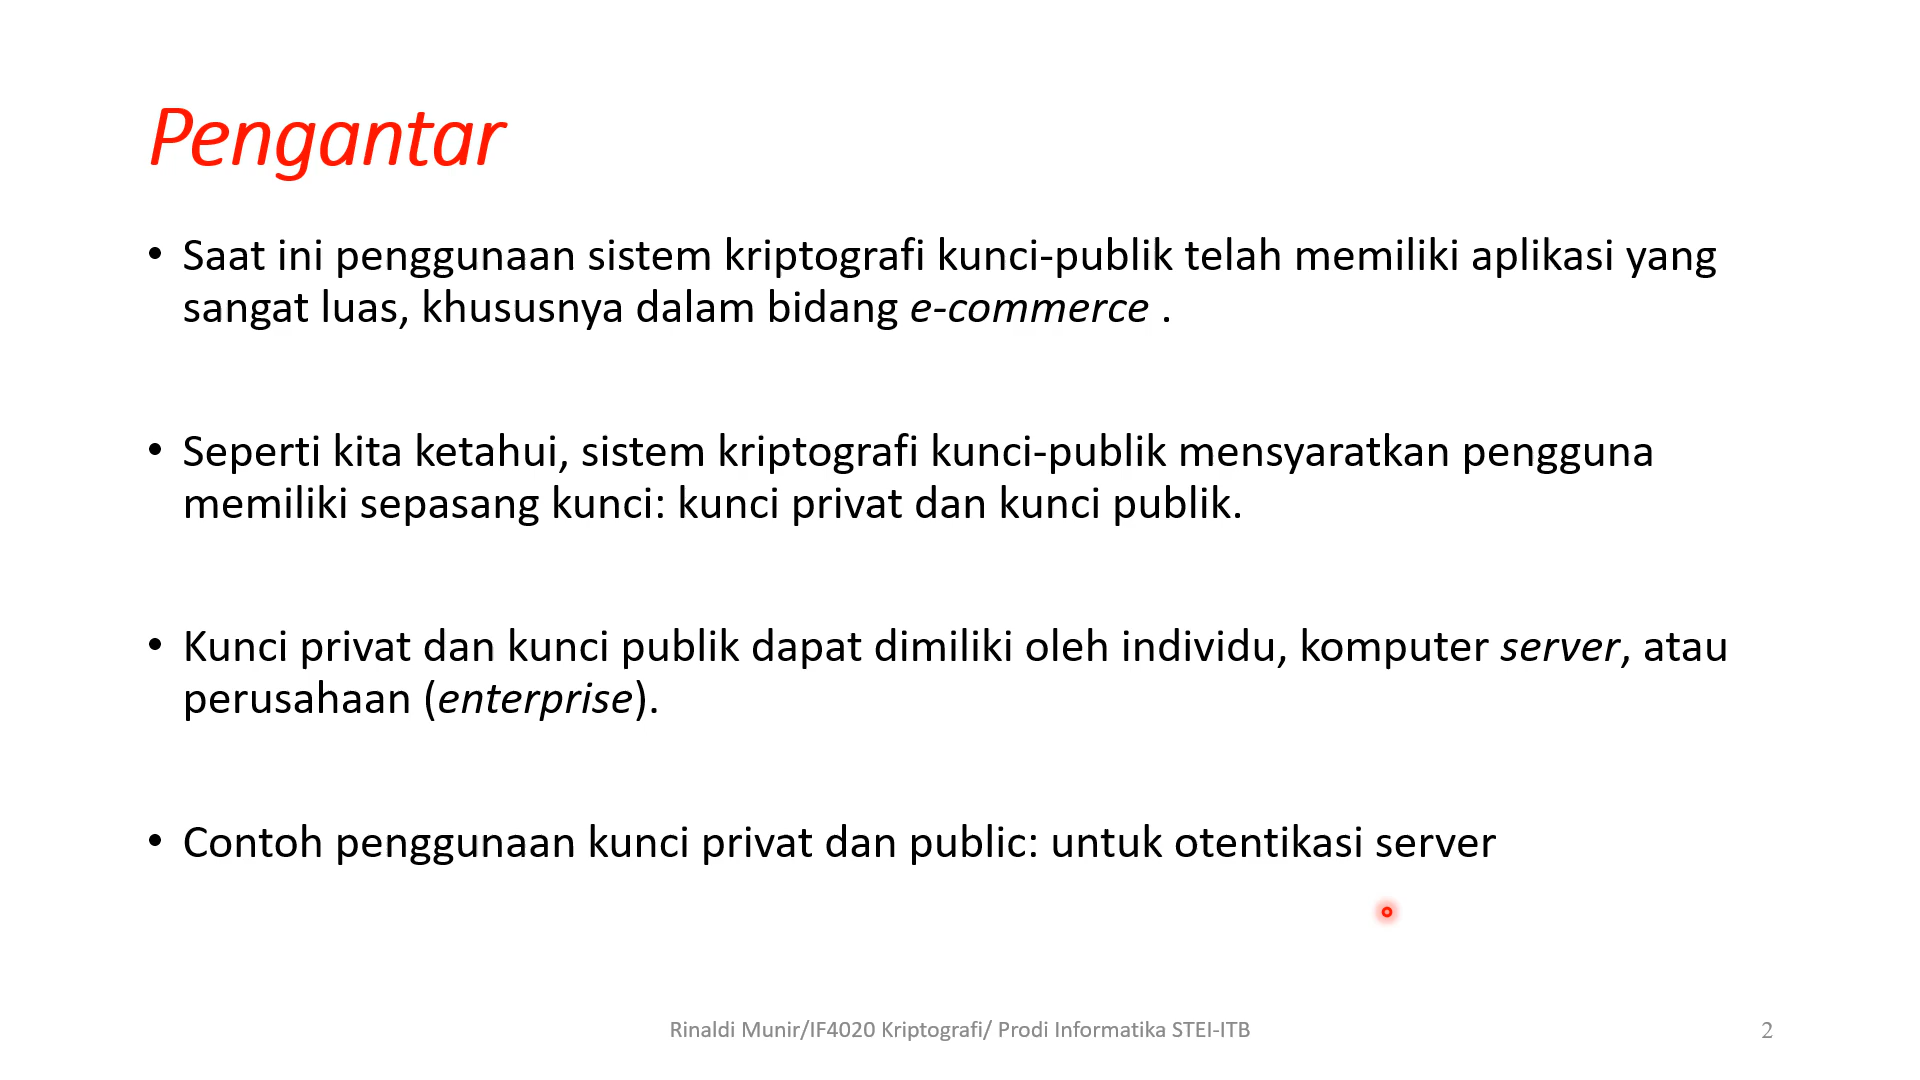 Pengantar
• Saat ini penggunaan sistem kriptografi kunci-publik telah memiliki aplikasi yang
sangat luas, khususnya dalam bidang e-commerce .
• Seperti kita ketahui, sistem kriptografi kunci-publik mensyaratkan pengguna
memiliki sepasang kunci: kunci privat dan kunci publik.
• Kunci privat dan kunci publik dapat dimiliki oleh individu, komputer server, atau
perusahaan (enterprise).
• Contoh penggunaan kunci privat dan public: untuk otentikasi server
Rinaldi Munir/IF4020 Kriptografi/ Prodi Informatika STEI-ITB
2